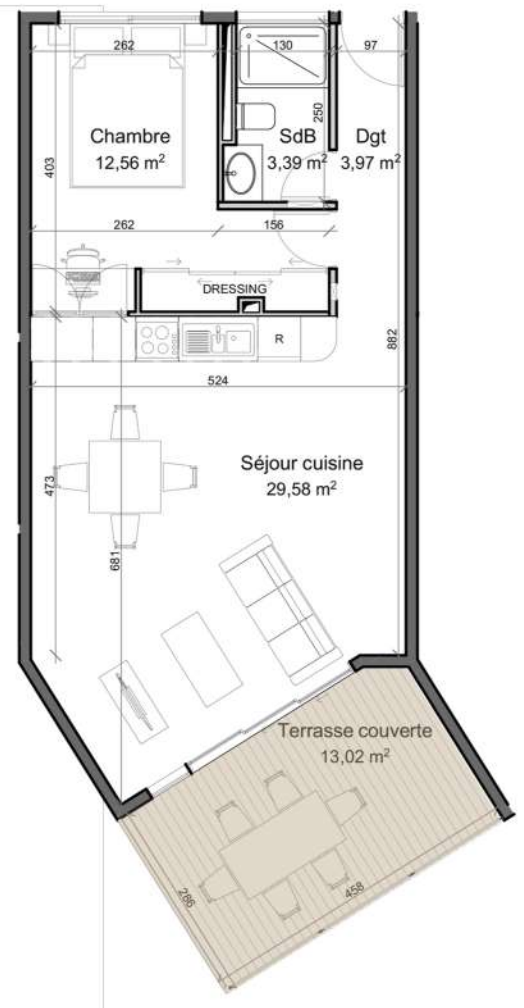 262
130
97
Chambre
12,56 m²
250
SdB
3,39 m²
Dgt
3,97 m²
403
262
156
DRESSING
R
882
524
Séjour cuisine
29,58 m²
473
681
Terrasse couverte
13,02 m²
286
458